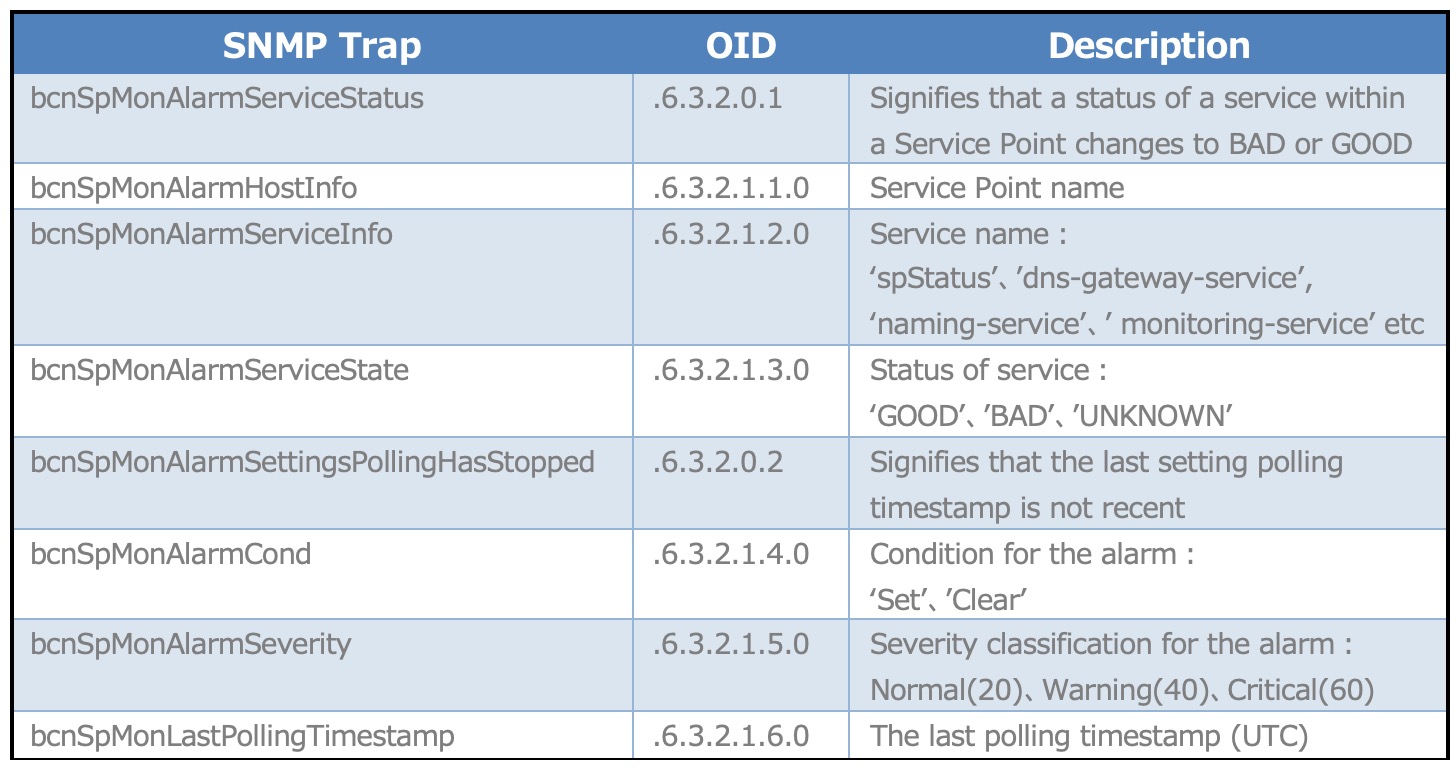 SNMP Trap OID Description
bcnSpMonAlarmServiceStatus .6.3.2.0.1 Signifies that a status of a service within
a Service Point changes to BAD or GOOD
bcnSpMonAlarmHostInfo .6.3.2.1.1.0 Service Point name
bcnSpMonAlarmServiceInfo .6.3.2.1.2.0 Service name :
‘spStatus’、’dns-gateway-service’,
‘naming-service’、’ monitoring-service’ etc
bcnSpMonAlarmServiceState .6.3.2.1.3.0 Status of service :
‘GOOD’、’BAD’、’UNKNOWN’
bcnSpMonAlarmSettingsPollingHasStopped .6.3.2.0.2 Signifies that the last setting polling
timestamp is not recent
bcnSpMonAlarmCond .6.3.2.1.4.0 Condition for the alarm :
‘Set’、’Clear’
bcnSpMonAlarmSeverity .6.3.2.1.5.0 Severity classification for the alarm :
Normal(20)、Warning(40)、Critical(60)
bcnSpMonLastPollingTimestamp .6.3.2.1.6.0 The last polling timestamp (UTC)